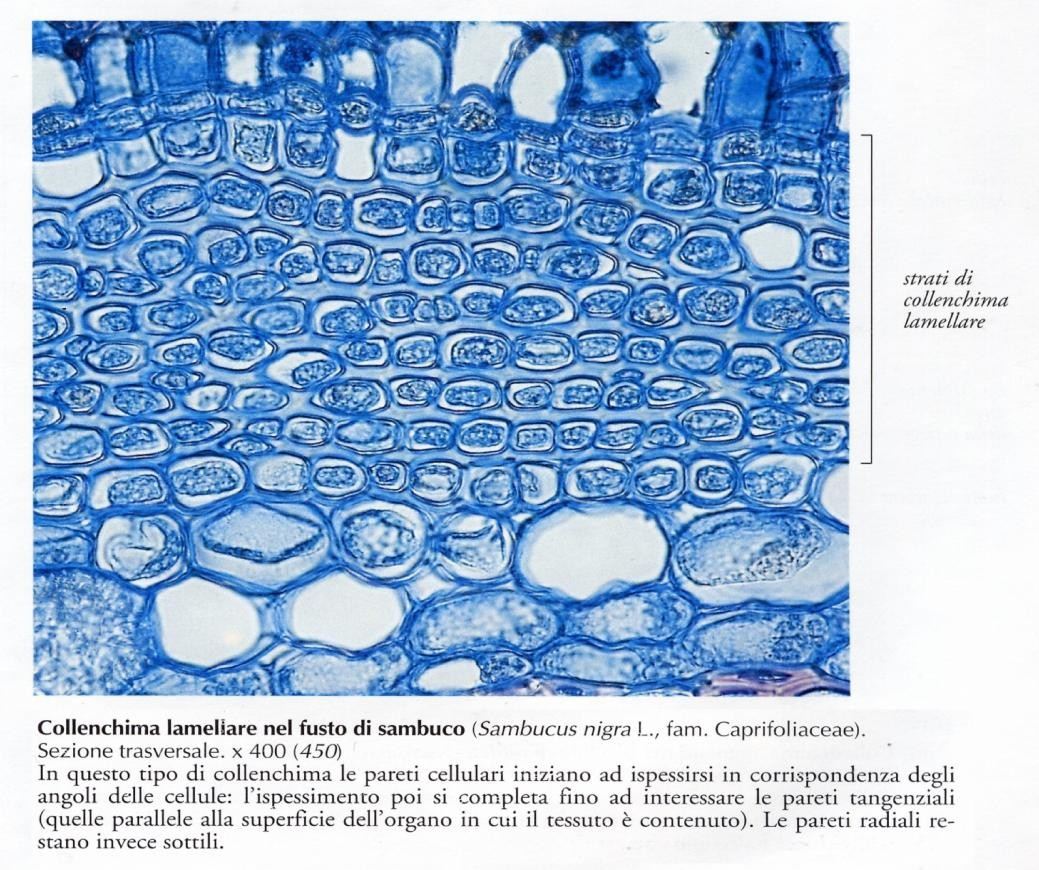 strati di
collenchima
lamellare
Collenchima lamellare nel fusto di sambuco (Sambucus nigra L., fam. Caprifoliaceae).
Sezione trasversale. x 400 (450)
In questo tipo di collenchima le pareti cellulari iniziano ad ispessirsi in corrispondenza degli
angoli delle cellule: l'ispessimento poi si completa fino ad interessare le pareti tangenziali
(quelle parallele alla superficie dell'organo in cui il tessuto è contenuto). Le pareti radiali re-
stano invece sottili.